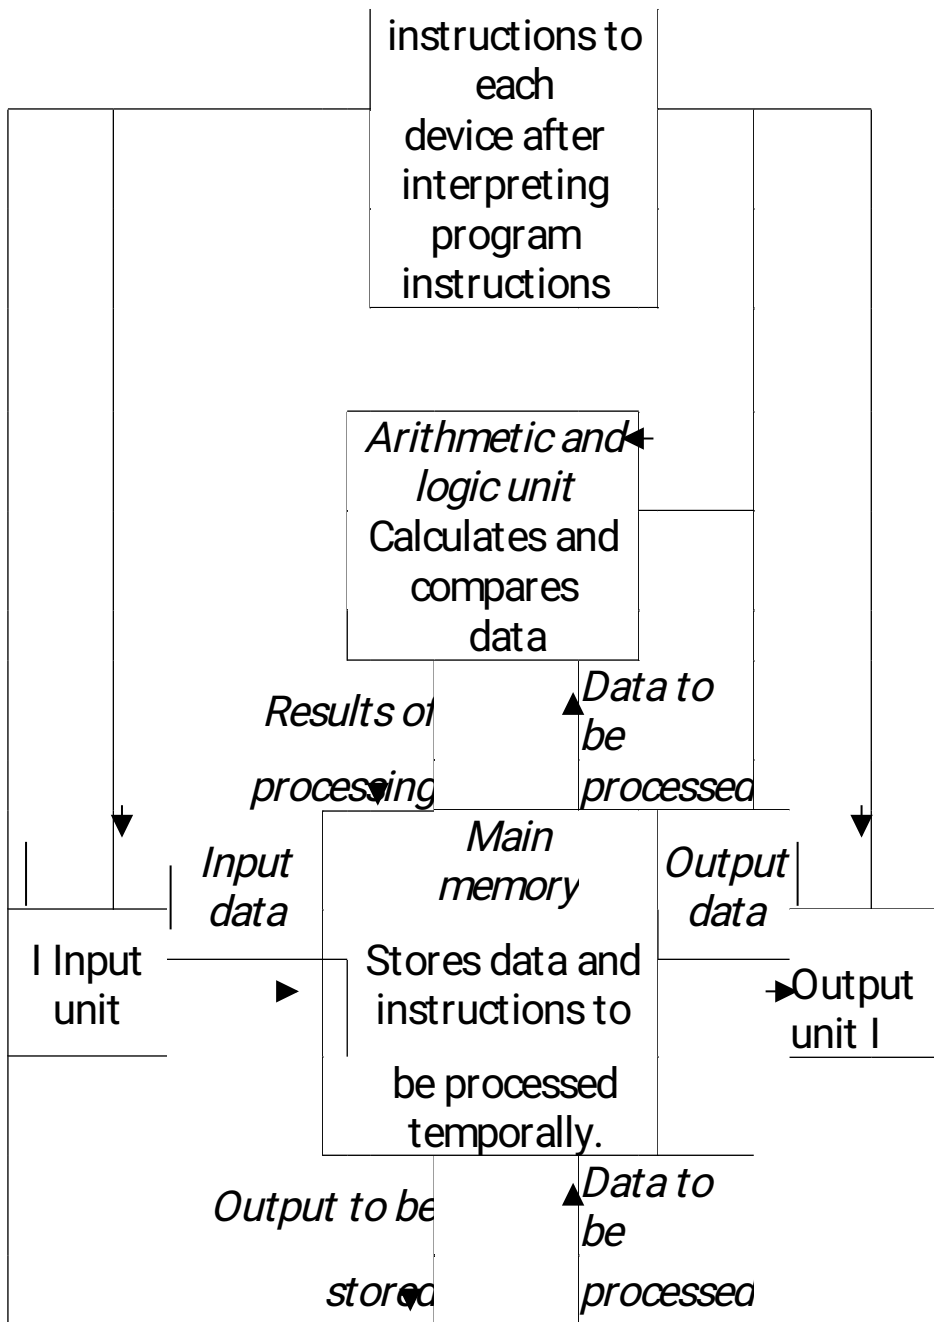 instructions to
each
device after
interpreting
program
instructions
Arithmetic and
logic unit
Calculates and
compares
data
Results of
processing
Data to
be
processed
Input
data
Main
memory
Output
data
I Input
unit
Stores data and
instructions to
be processed
temporally.
Output
unit I
Output to be
stored
Data to
be
processed